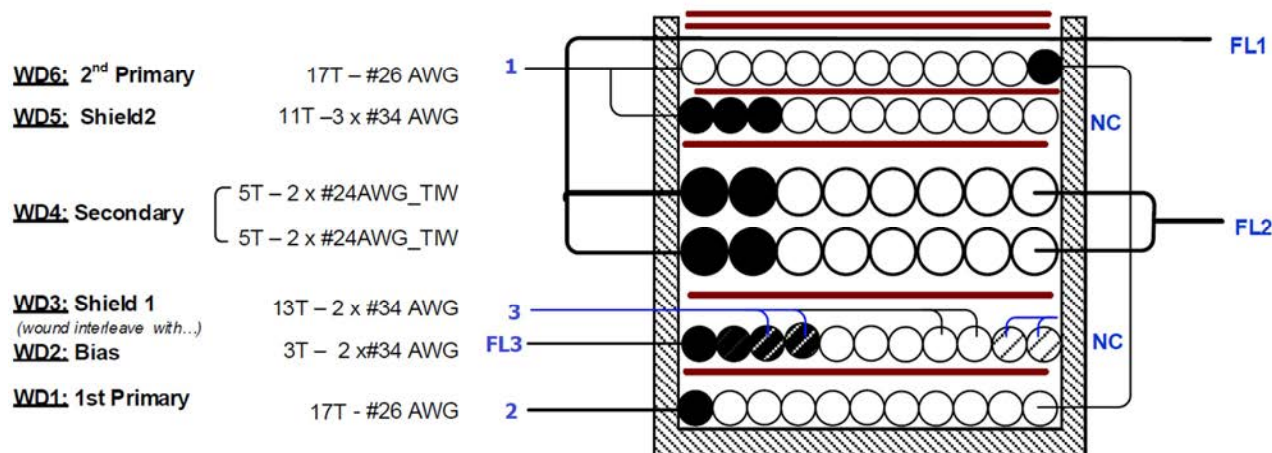 FL1
WD6: 2nd Primary 17T – #26 AWG 1
WD5: Shield2 11T –3 x #34 AWG NC
5T – 2 x #24AWG_TIW
WD4: Secondary FL2
5T – 2 x #24AWG_TIW
WD3: Shield 1 13T – 2 x #34 AWG 3
(wound interleave with...)
WD2: Bias 3T – 2 x#34 AWG FL3 NC
WD1: 1st Primary 17T - #26 AWG 2